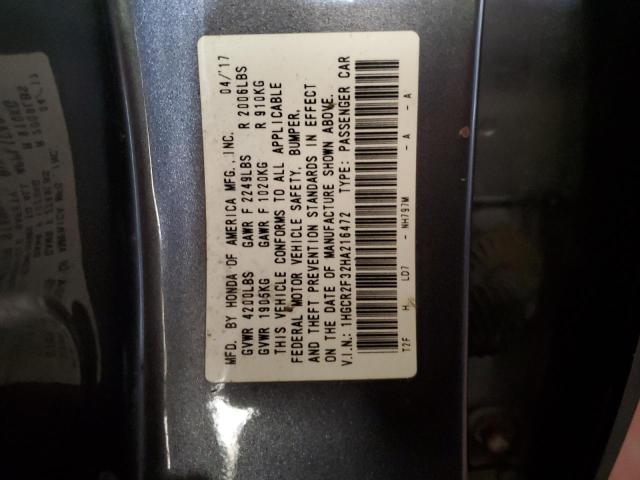 MFD. BY HONDA OF AMERICA MFG., INC. 04/17
GVWR 4200LBS GAWR F 2249LBS R 2006LBS
GVWR 1905KG GAWR F 1020KG R 910KG
THIS VEHICLE CONFORMS TO ALL APPLICABLE
FEDERAL MOTOR VEHICLE SAFETY, BUMPER,
AND THEFT PREVENTION STANDARDS IN EFFECT
ON THE DATE OF MANUFACTURE SHOWN ABOVE.
V.I.N.: 1HGCR2F32HA216472 TYPE: PASSENGER CAR
T2F H LD7 - NH797M - A - A